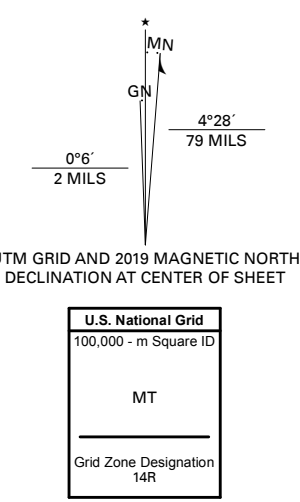 ★
MN
GN
4°28´
79 MILS
0°6´
2 MILS
UTM GRID AND 2019 MAGNETIC NORTH
DECLINATION AT CENTER OF SHEET
U.S. National Grid
100,000 - m Square ID
MT
Grid Zone Designation
14R